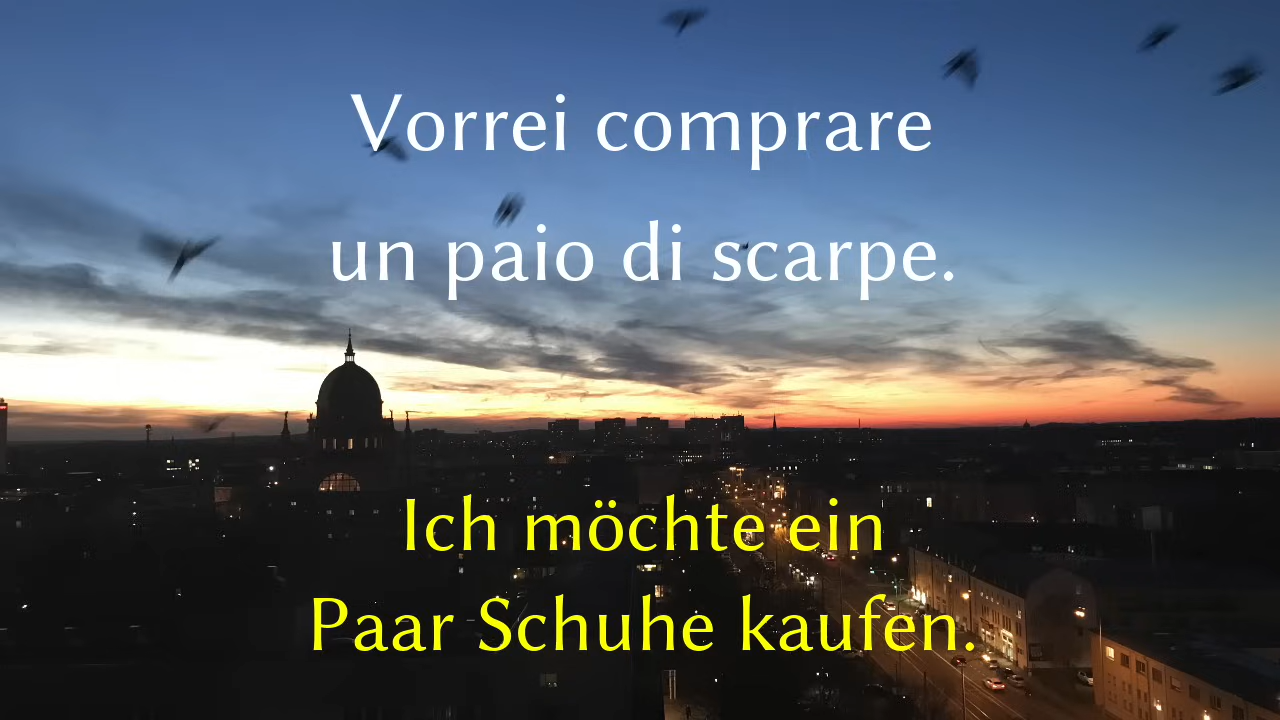 Vorrei comprare
un paio di scarpe.
Ich möchte ein
Paar Schuhe kaufen.